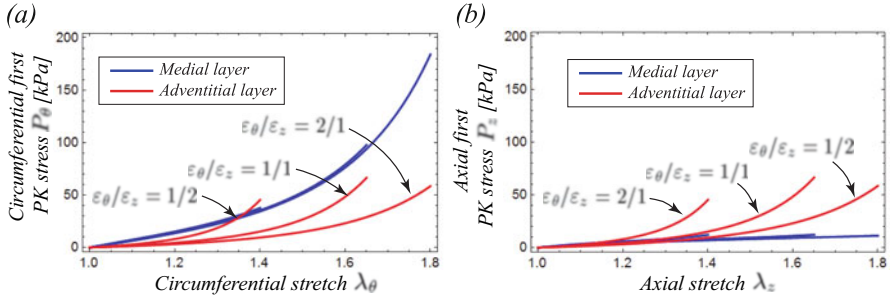 (a)
Circumferential first
PK stress P_θ [kPa]
200
150
100
50
0
Medial layer
Adventitial layer
ε_θ/ε_z = 2/1
ε_θ/ε_z = 1/1
ε_θ/ε_z = 1/2
1.0
1.2
1.4
1.6
1.8
Circumferential stretch λ_θ
(b)
Axial first
PK stress P_z [kPa]
200
150
100
50
0
Medial layer
Adventitial layer
ε_θ/ε_z = 1/2
ε_θ/ε_z = 1/1
ε_θ/ε_z = 2/1
1.0
1.2
1.4
1.6
1.8
Axial stretch λ_z